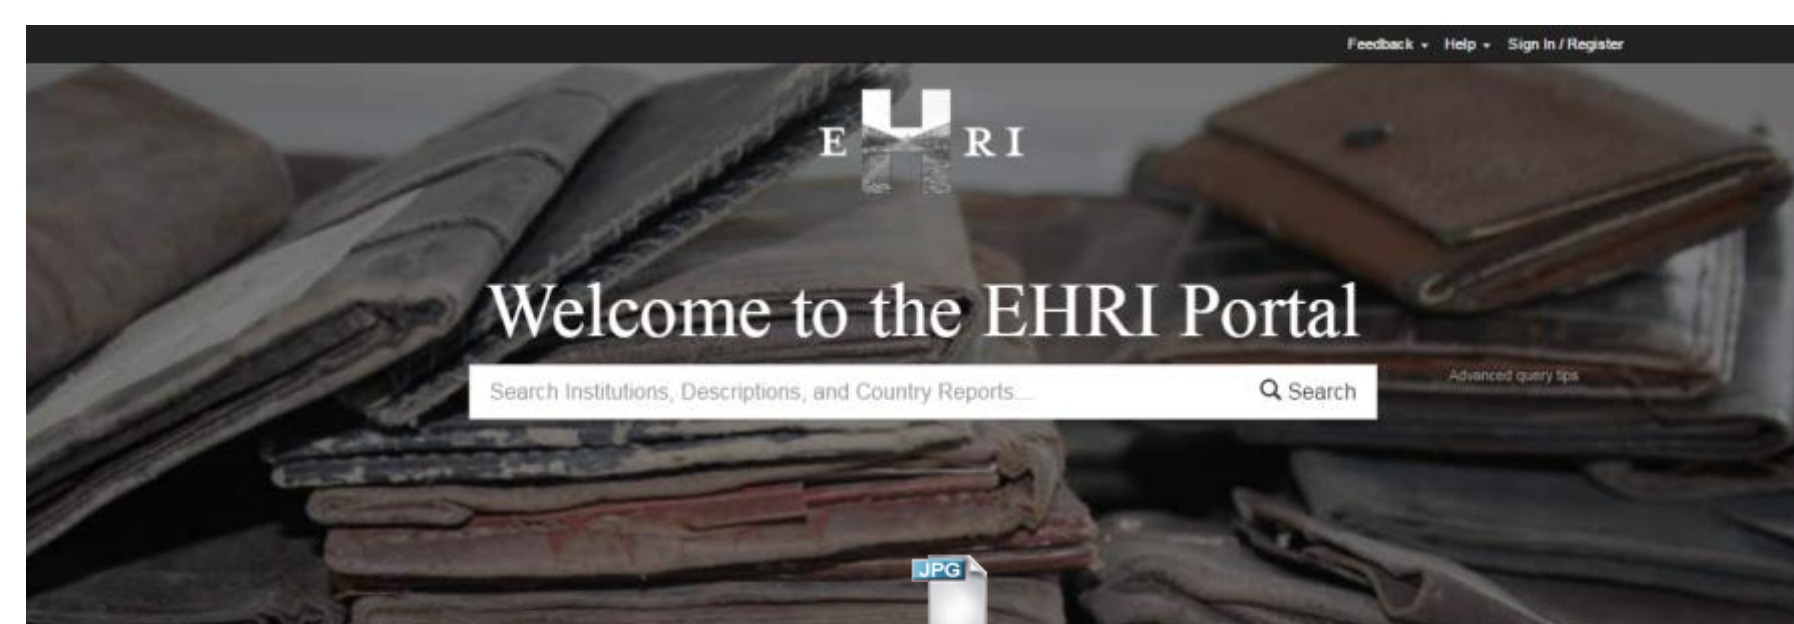 Feedback Help Sign In / Register
EHRI
Welcome to the EHRI Portal
Search Institutions, Descriptions, and Country Reports... Search
Advanced query tips
JPG